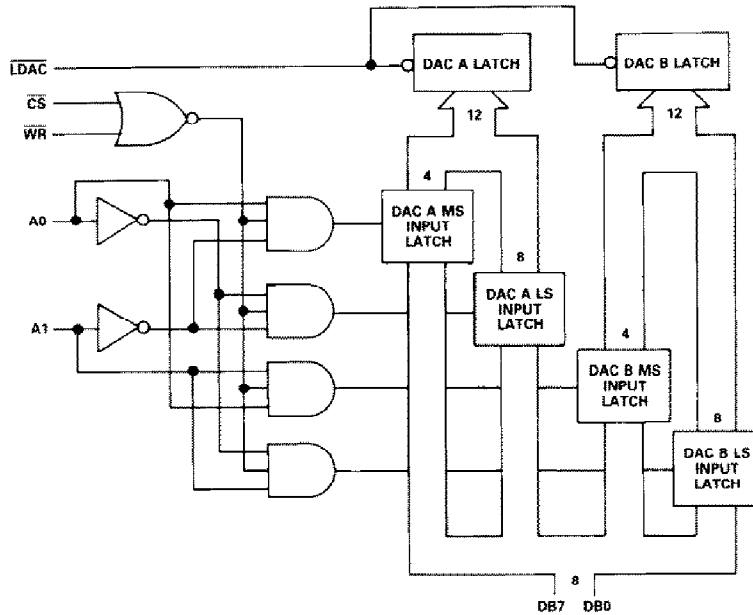 LDAC
DAC A LATCH
DAC B LATCH
CS
WR
12
12
4
A0
DAC A MS
INPUT
LATCH
8
DAC A LS
INPUT
LATCH
A1
4
DAC B MS
INPUT
LATCH
8
DAC B LS
INPUT
LATCH
8
DB7 DB0